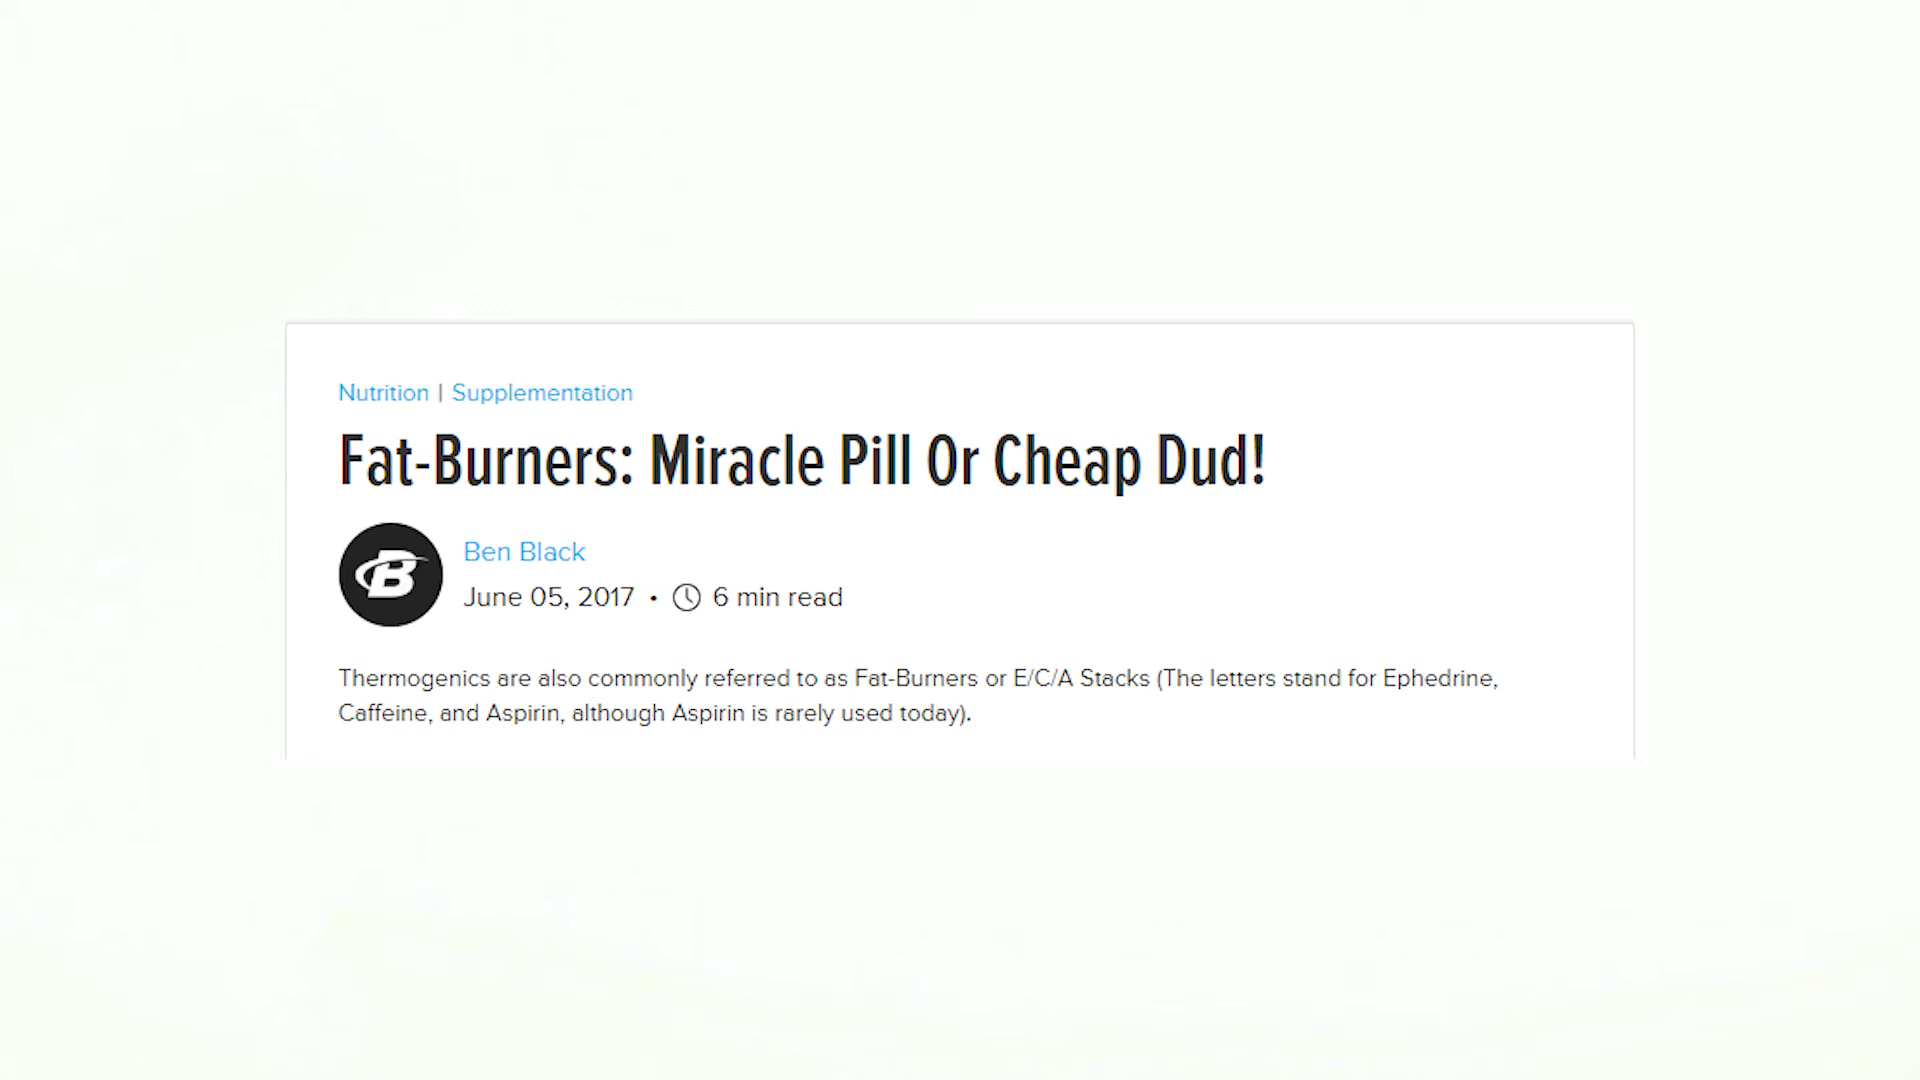 Nutrition | Supplementation
Fat-Burners: Miracle Pill Or Cheap Dud!
B
Ben Black
June 05, 2017 • 6 min read
Thermogenics are also commonly referred to as Fat-Burners or E/C/A Stacks (The letters stand for Ephedrine,
Caffeine, and Aspirin, although Aspirin is rarely used today).